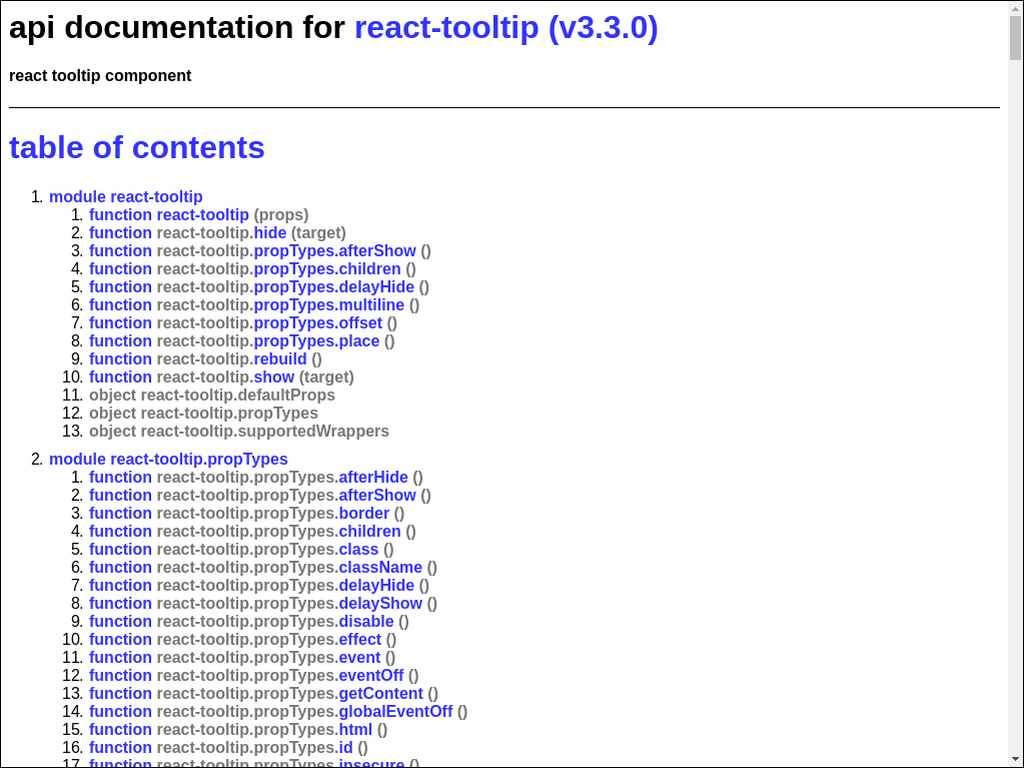 api documentation for react-tooltip (v3.3.0)
react tooltip component
table of contents
1. module react-tooltip
1. function react-tooltip (props)
2. function react-tooltip.hide (target)
3. function react-tooltip.propTypes.afterShow ()
4. function react-tooltip.propTypes.children ()
5. function react-tooltip.propTypes.delayHide ()
6. function react-tooltip.propTypes.multiline ()
7. function react-tooltip.propTypes.offset ()
8. function react-tooltip.propTypes.place ()
9. function react-tooltip.rebuild ()
10. function react-tooltip.show (target)
11. object react-tooltip.defaultProps
12. object react-tooltip.propTypes
13. object react-tooltip.supportedWrappers
2. module react-tooltip.propTypes
1. function react-tooltip.propTypes.afterHide ()
2. function react-tooltip.propTypes.afterShow ()
3. function react-tooltip.propTypes.border ()
4. function react-tooltip.propTypes.children ()
5. function react-tooltip.propTypes.class ()
6. function react-tooltip.propTypes.className ()
7. function react-tooltip.propTypes.delayHide ()
8. function react-tooltip.propTypes.delayShow ()
9. function react-tooltip.propTypes.disable ()
10. function react-tooltip.propTypes.effect ()
11. function react-tooltip.propTypes.event ()
12. function react-tooltip.propTypes.eventOff ()
13. function react-tooltip.propTypes.getContent ()
14. function react-tooltip.propTypes.globalEventOff ()
15. function react-tooltip.propTypes.html ()
16. function react-tooltip.propTypes.id ()
17. function react-tooltip.propTypes.insecure ()